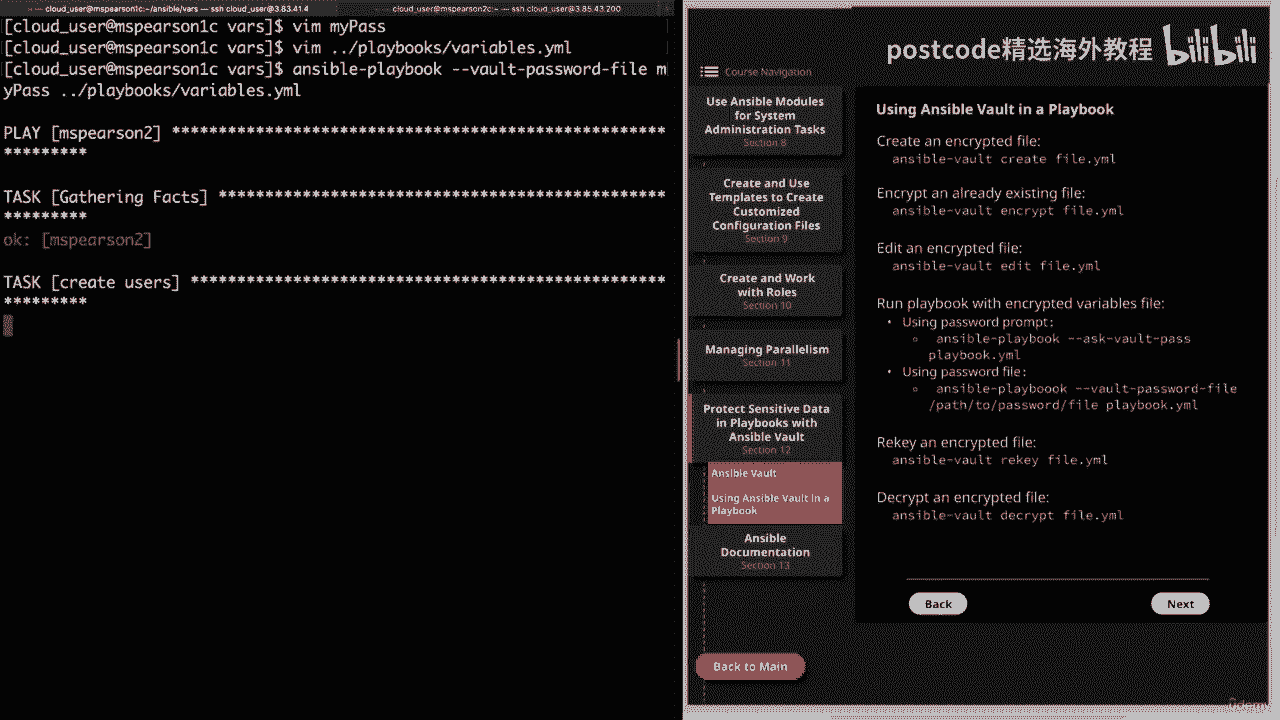 — cloud_user@mspearson1c:~/ansible/vars — ssh cloud_user@3.83.41.4
— cloud_user@mspearson2c:~ — ssh cloud_user@3.85.43.200
[cloud_user@mspearson1c vars]$ vim myPass
[cloud_user@mspearson1c vars]$ vim ../playbooks/variables.yml
[cloud_user@mspearson1c vars]$ ansible-playbook --vault-password-file m
yPass ../playbooks/variables.yml
PLAY [mspearson2] ***********************************************
*********
TASK [Gathering Facts] ******************************************
*********
ok: [mspearson2]
TASK [create users] *********************************************
*********
postcode精选海外教程 bilibili
Course Navigation
Use Ansible Modules
for System
Administration Tasks
Section 8
Create and Use
Templates to Create
Customized
Configuration Files
Section 9
Create and Work
with Roles
Section 10
Managing Parallelism
Section 11
Protect Sensitive Data
in Playbooks with
Ansible Vault
Section 12
Ansible Vault
Using Ansible Vault in a
Playbook
Ansible
Documentation
Section 13
Back to Main
Using Ansible Vault in a Playbook
Create an encrypted file:
ansible-vault create file.yml
Encrypt an already existing file:
ansible-vault encrypt file.yml
Edit an encrypted file:
ansible-vault edit file.yml
Run playbook with encrypted variables file:
• Using password prompt:
ansible-playbook --ask-vault-pass
playbook.yml
• Using password file:
ansible-playboook --vault-password-file
/path/to/password/file playbook.yml
Rekey an encrypted file:
ansible-vault rekey file.yml
Decrypt an encrypted file:
ansible-vault decrypt file.yml
Back
Next
Udemy